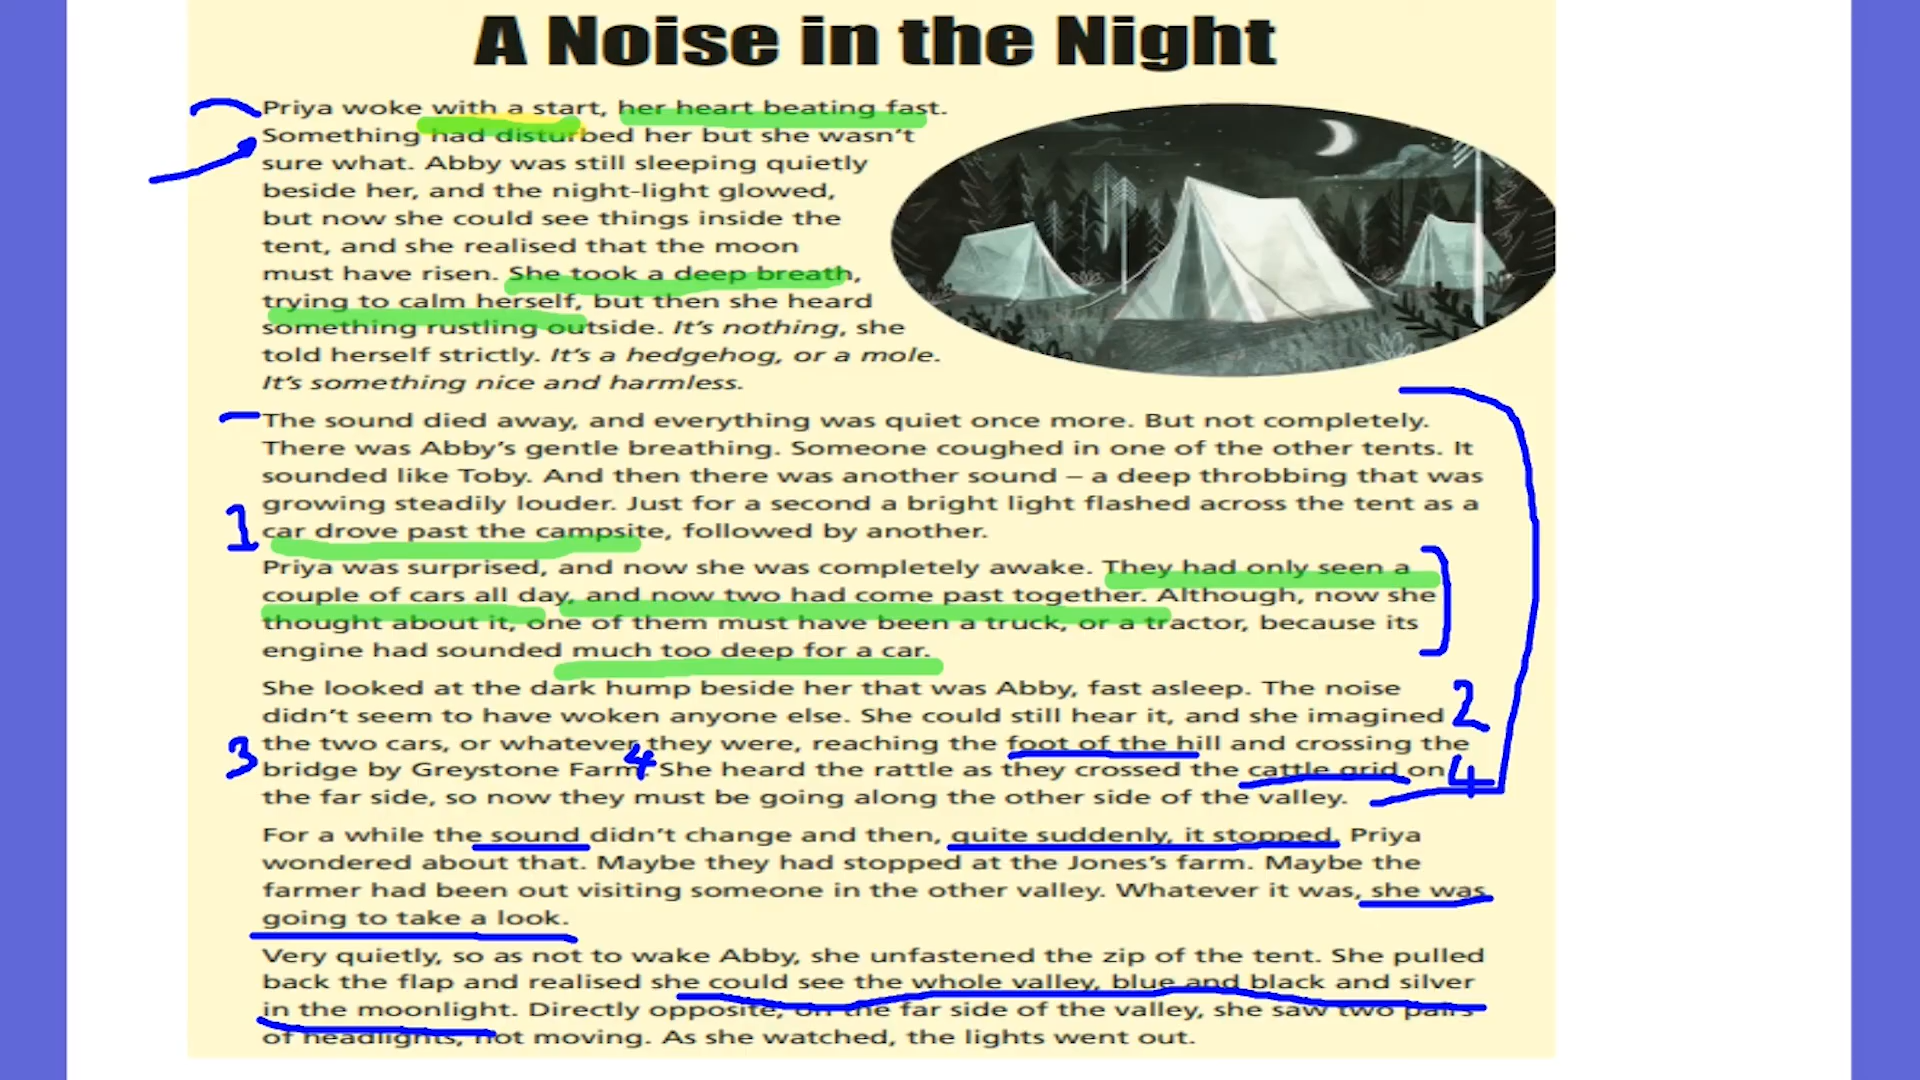 A Noise in the Night
Priya woke with a start, her heart beating fast.
Something had disturbed her but she wasn't
sure what. Abby was still sleeping quietly
beside her, and the night-light glowed,
but now she could see things inside the
tent, and she realised that the moon
must have risen. She took a deep breath,
trying to calm herself, but then she heard
something rustling outside. It's nothing, she
told herself strictly. It's a hedgehog, or a mole.
It's something nice and harmless.
The sound died away, and everything was quiet once more. But not completely.
There was Abby's gentle breathing. Someone coughed in one of the other tents. It
sounded like Toby. And then there was another sound – a deep throbbing that was
growing steadily louder. Just for a second a bright light flashed across the tent as a
1 car drove past the campsite, followed by another.
Priya was surprised, and now she was completely awake. They had only seen a
couple of cars all day, and now two had come past together. Although, now she
thought about it, one of them must have been a truck, or a tractor, because its
engine had sounded much too deep for a car.
She looked at the dark hump beside her that was Abby, fast asleep. The noise
didn't seem to have woken anyone else. She could still hear it, and she imagined 2
3 the two cars, or whatever they were, reaching the foot of the hill and crossing the
bridge by Greystone Farm. 4 She heard the rattle as they crossed the cattle grid on 4
the far side, so now they must be going along the other side of the valley.
For a while the sound didn't change and then, quite suddenly, it stopped. Priya
wondered about that. Maybe they had stopped at the Jones's farm. Maybe the
farmer had been out visiting someone in the other valley. Whatever it was, she was
going to take a look.
Very quietly, so as not to wake Abby, she unfastened the zip of the tent. She pulled
back the flap and realised she could see the whole valley, blue and black and silver
in the moonlight. Directly opposite, on the far side of the valley, she saw two pairs
of headlights, not moving. As she watched, the lights went out.